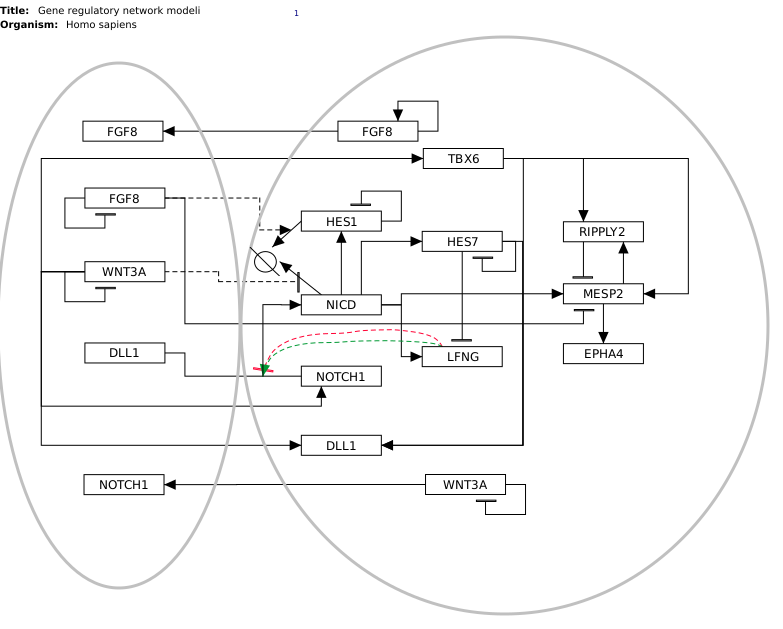 Title: Gene regulatory network modeli
1
Organism: Homo sapiens
FGF8
FGF8
TBX6
FGF8
HES1
RIPPLY2
HES7
WNT3A
MESP2
NICD
DLL1
EPHA4
LFNG
NOTCH1
DLL1
NOTCH1
WNT3A